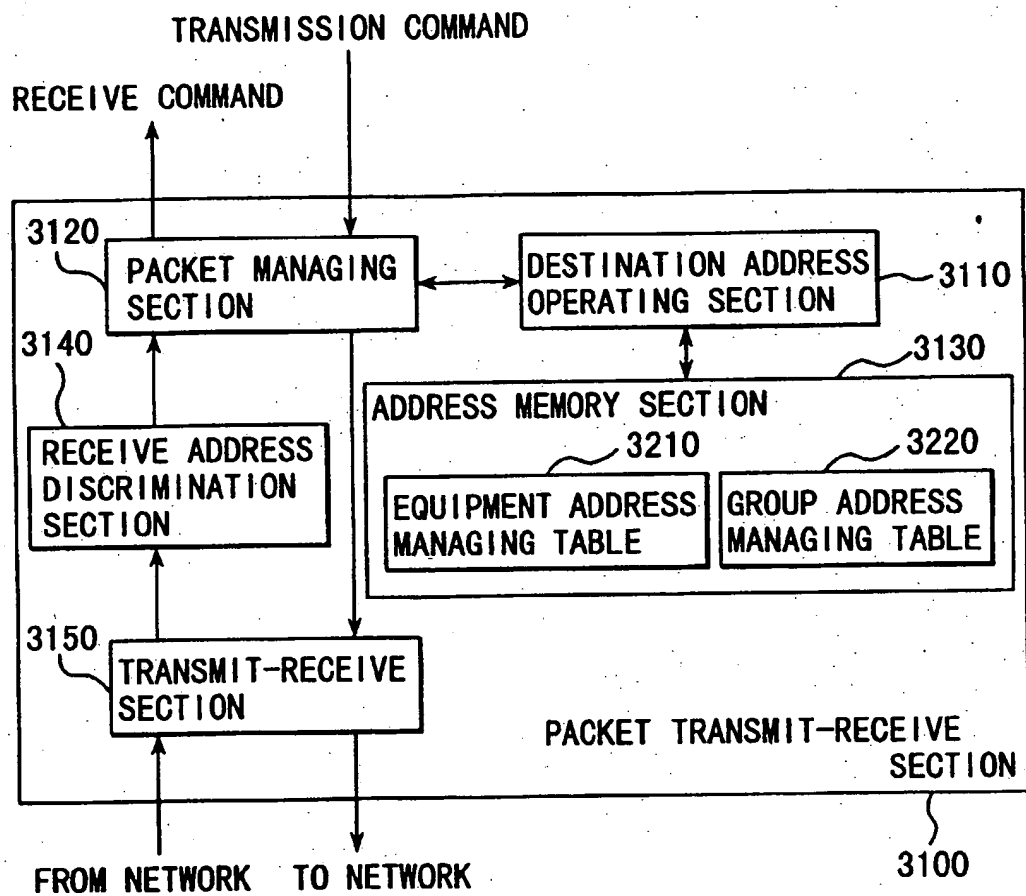 TRANSMISSION COMMAND
RECEIVE COMMAND
3120
PACKET MANAGING
SECTION
DESTINATION ADDRESS
OPERATING SECTION
3110
3140
3130
ADDRESS MEMORY SECTION
RECEIVE ADDRESS
DISCRIMINATION
SECTION
3210
EQUIPMENT ADDRESS
MANAGING TABLE
3220
GROUP ADDRESS
MANAGING TABLE
3150
TRANSMIT-RECEIVE
SECTION
PACKET TRANSMIT-RECEIVE
SECTION
3100
FROM NETWORK
TO NETWORK